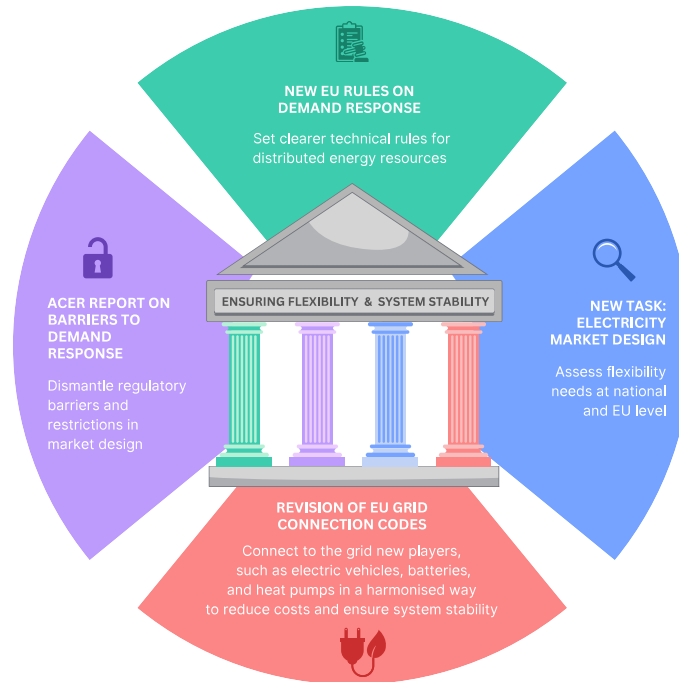 NEW EU RULES ON
DEMAND RESPONSE
Set clearer technical rules for
distributed energy resources
ACER REPORT ON
BARRIERS TO
DEMAND
RESPONSE
Dismantle regulatory
barriers and
restrictions in
market design
ENSURING FLEXIBILITY & SYSTEM STABILITY
NEW TASK:
ELECTRICITY
MARKET DESIGN
Assess flexibility
needs at national
and EU level
REVISION OF EU GRID
CONNECTION CODES
Connect to the grid new players,
such as electric vehicles, batteries,
and heat pumps in a harmonised way
to reduce costs and ensure system stability